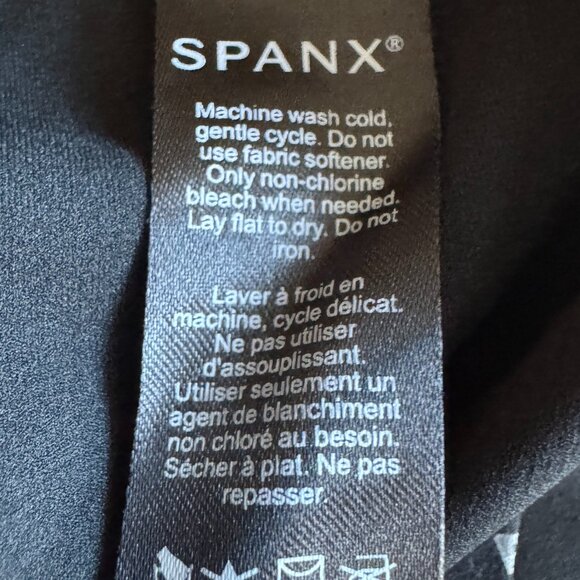 SPANX®
Machine wash cold,
gentle cycle. Do not
use fabric softener.
Only non-chlorine
bleach when needed.
Lay flat to dry. Do not
iron.
Laver à froid en
machine, cycle délicat.
Ne pas utiliser
d'assouplissant.
Utiliser seulement un
agent de blanchiment
non chloré au besoin.
Sécher à plat. Ne pas
repasser.